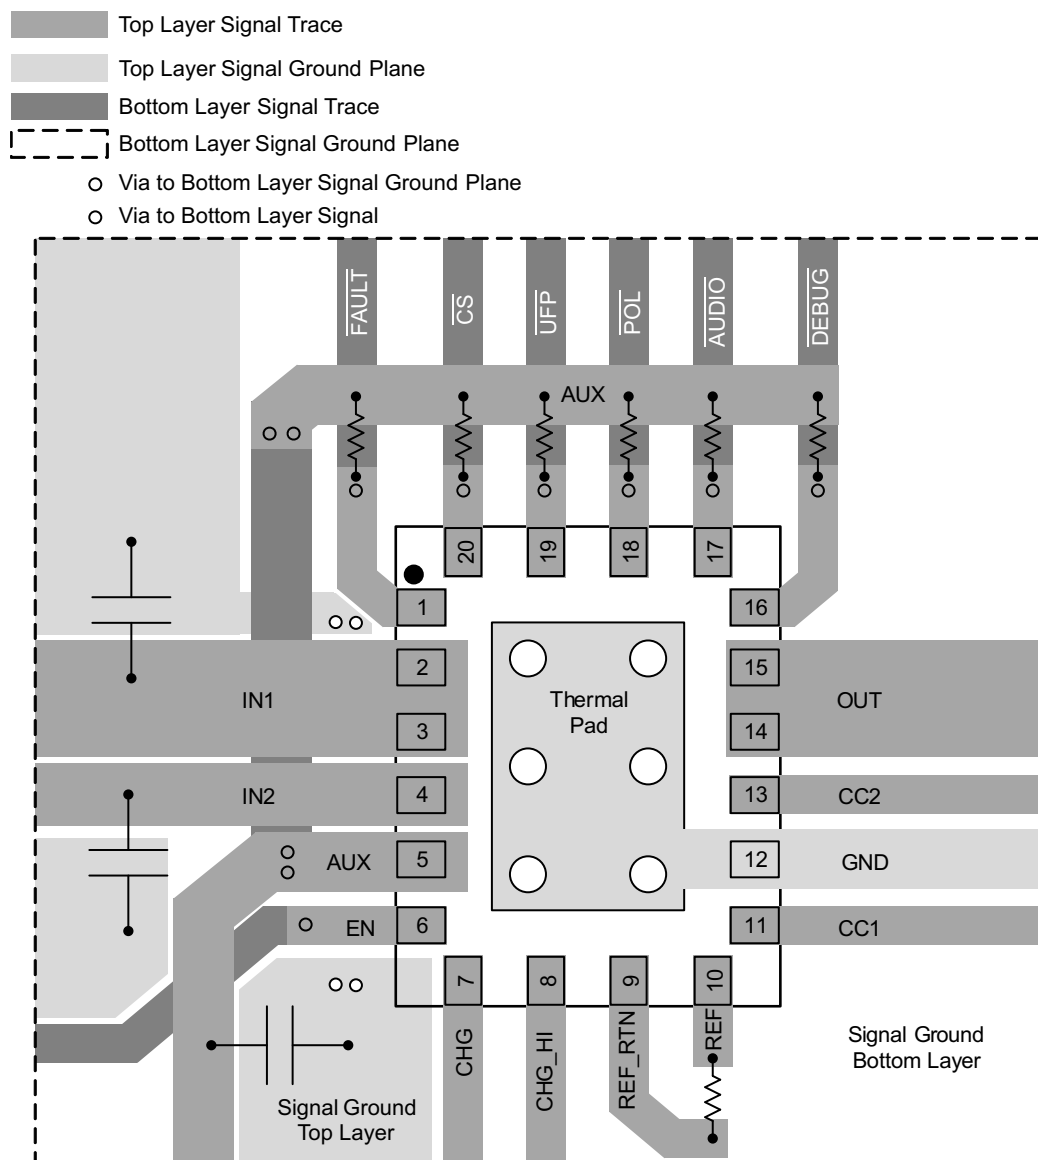 Top Layer Signal Trace
Top Layer Signal Ground Plane
Bottom Layer Signal Trace
Bottom Layer Signal Ground Plane
Via to Bottom Layer Signal Ground Plane
Via to Bottom Layer Signal
FAULT
CS
UFP
POL
AUDIO
DEBUG
AUX
20
19
18
17
1
16
2
15
Thermal
Pad
IN1
OUT
3
14
IN2
4
13
CC2
AUX
5
12
GND
EN
6
11
CC1
7
8
9
10
CHG
CHG_HI
REF_RTN
REF
Signal Ground
Bottom Layer
Signal Ground
Top Layer